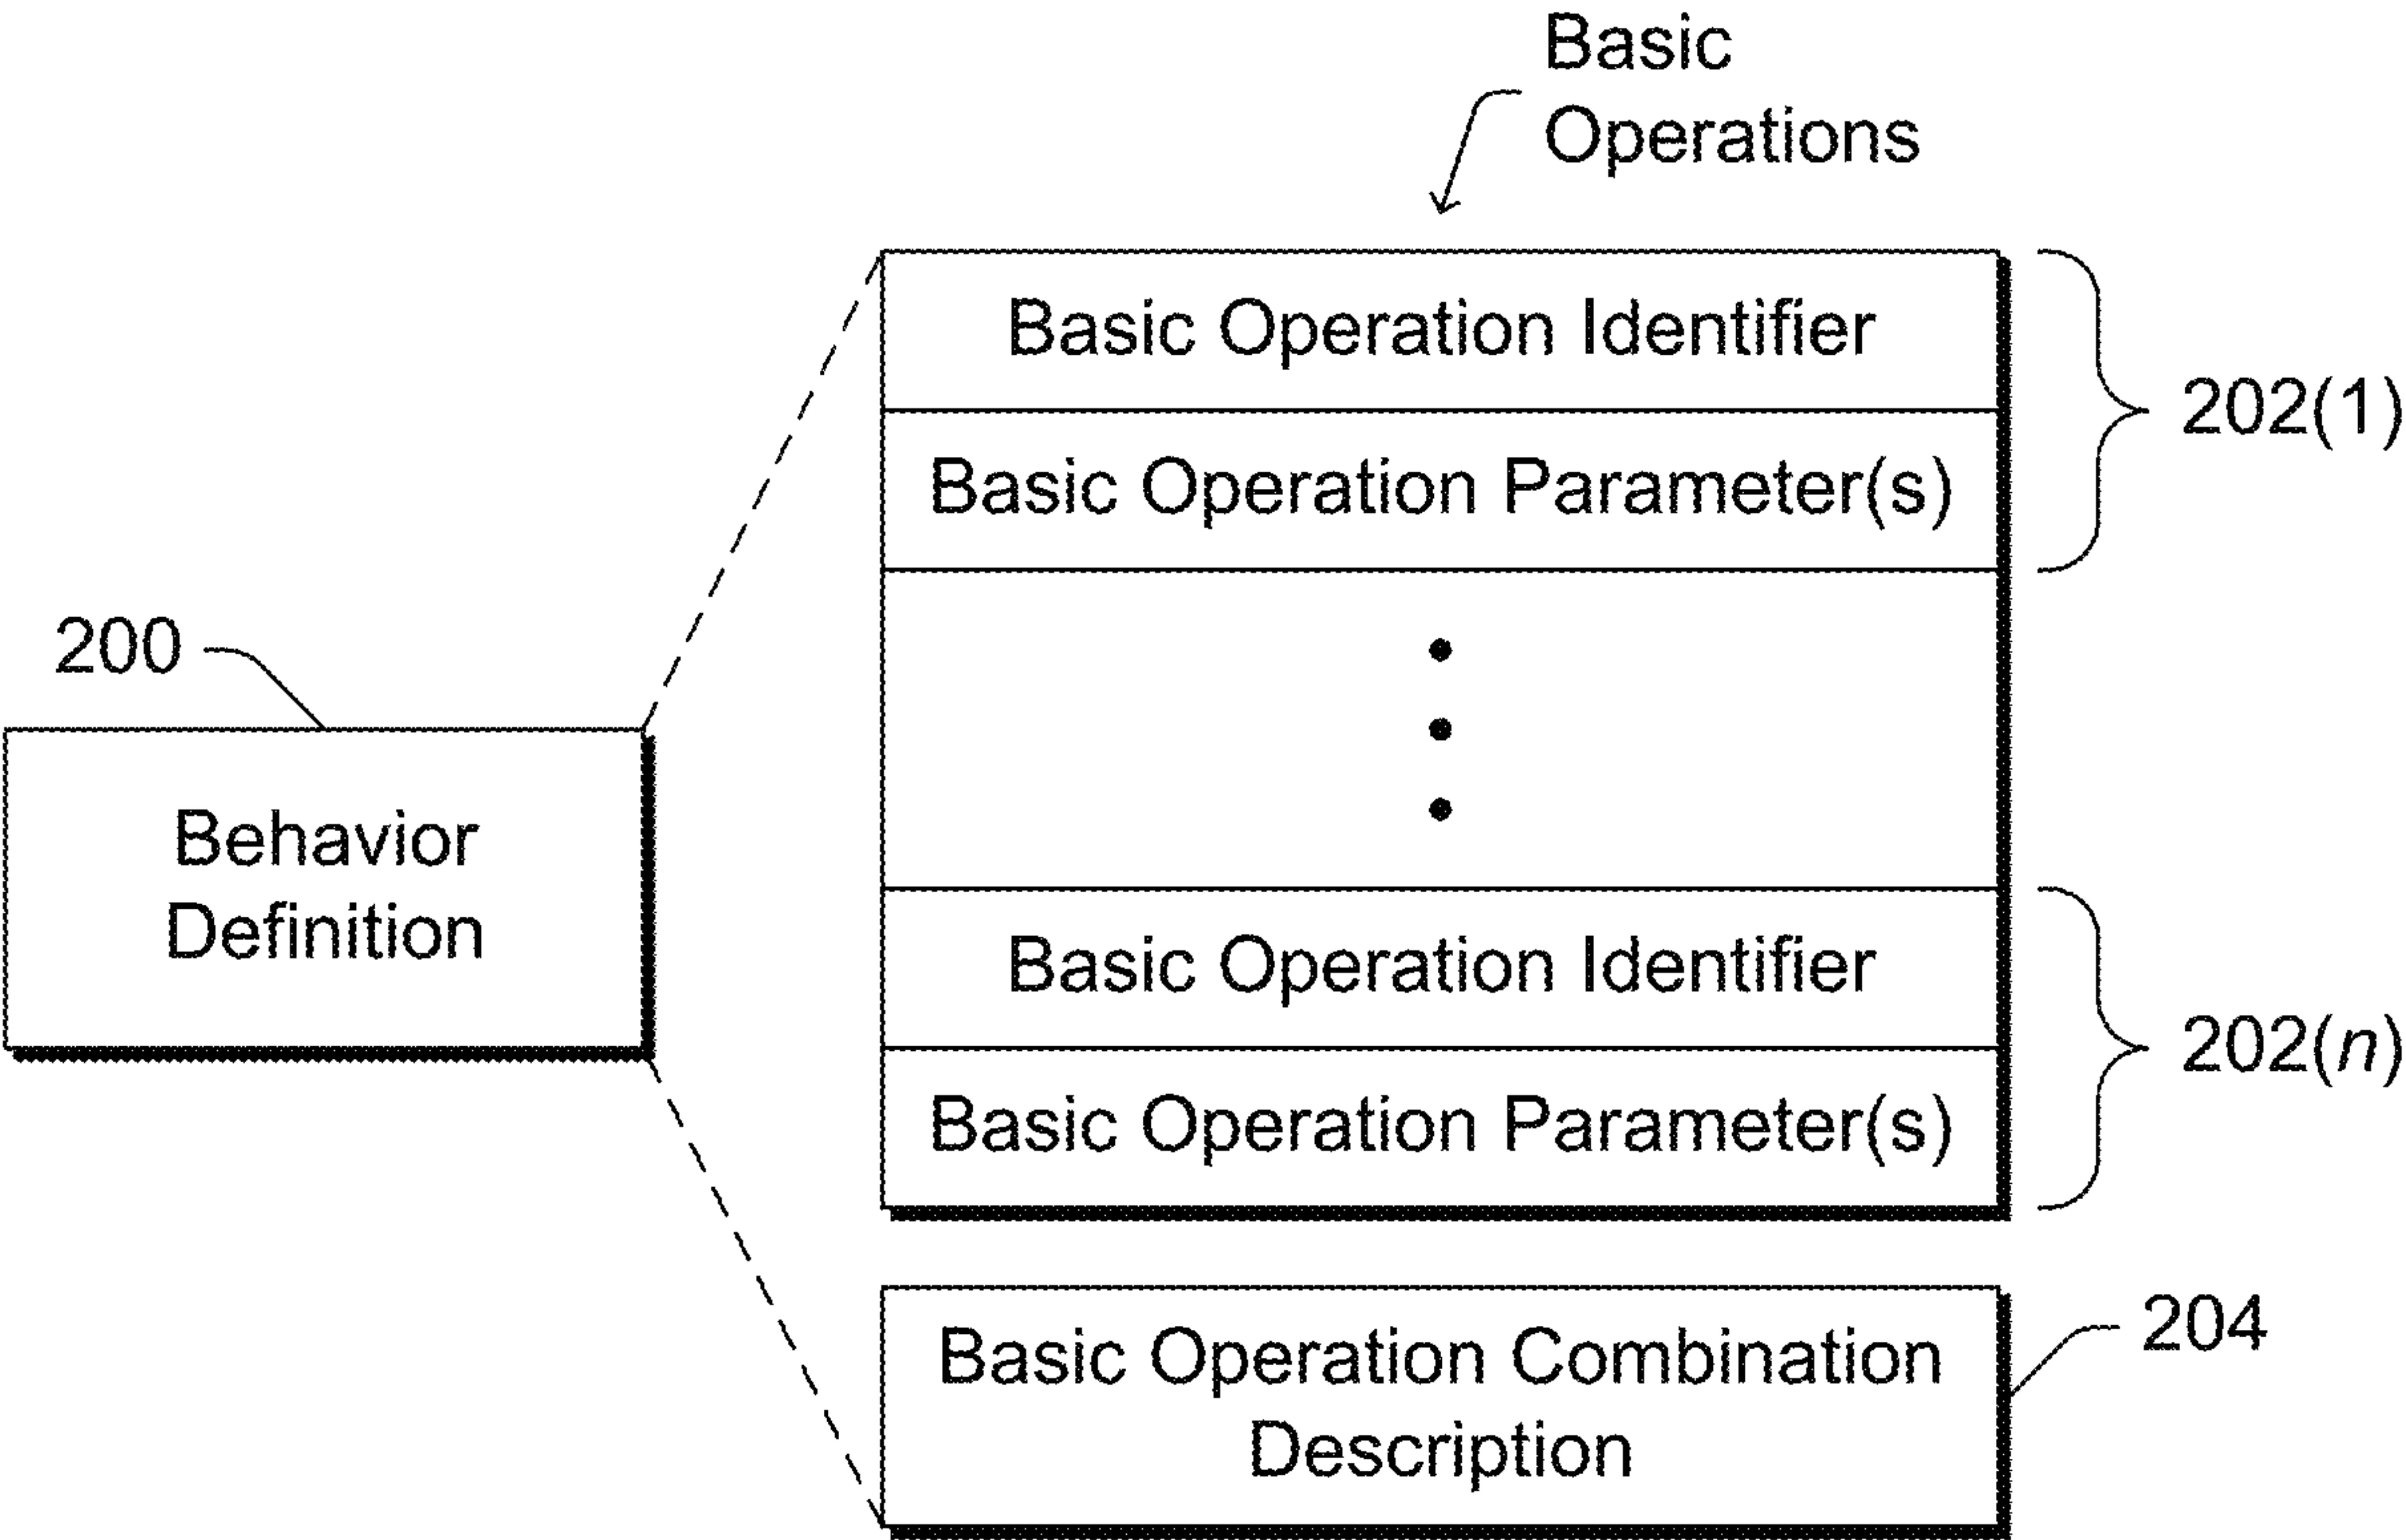 Basic
Operations
Basic Operation Identifier
Basic Operation Parameter(s)
202(1)
200
Behavior
Definition
Basic Operation Identifier
Basic Operation Parameter(s)
202(n)
Basic Operation Combination
Description
204